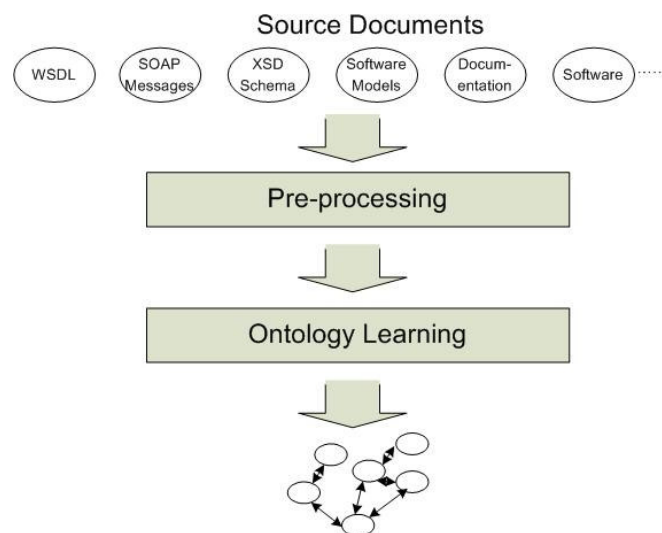 Source Documents
WSDL
SOAP
Messages
XSD
Schema
Software
Models
Docum-
entation
Software
Pre-processing
Ontology Learning